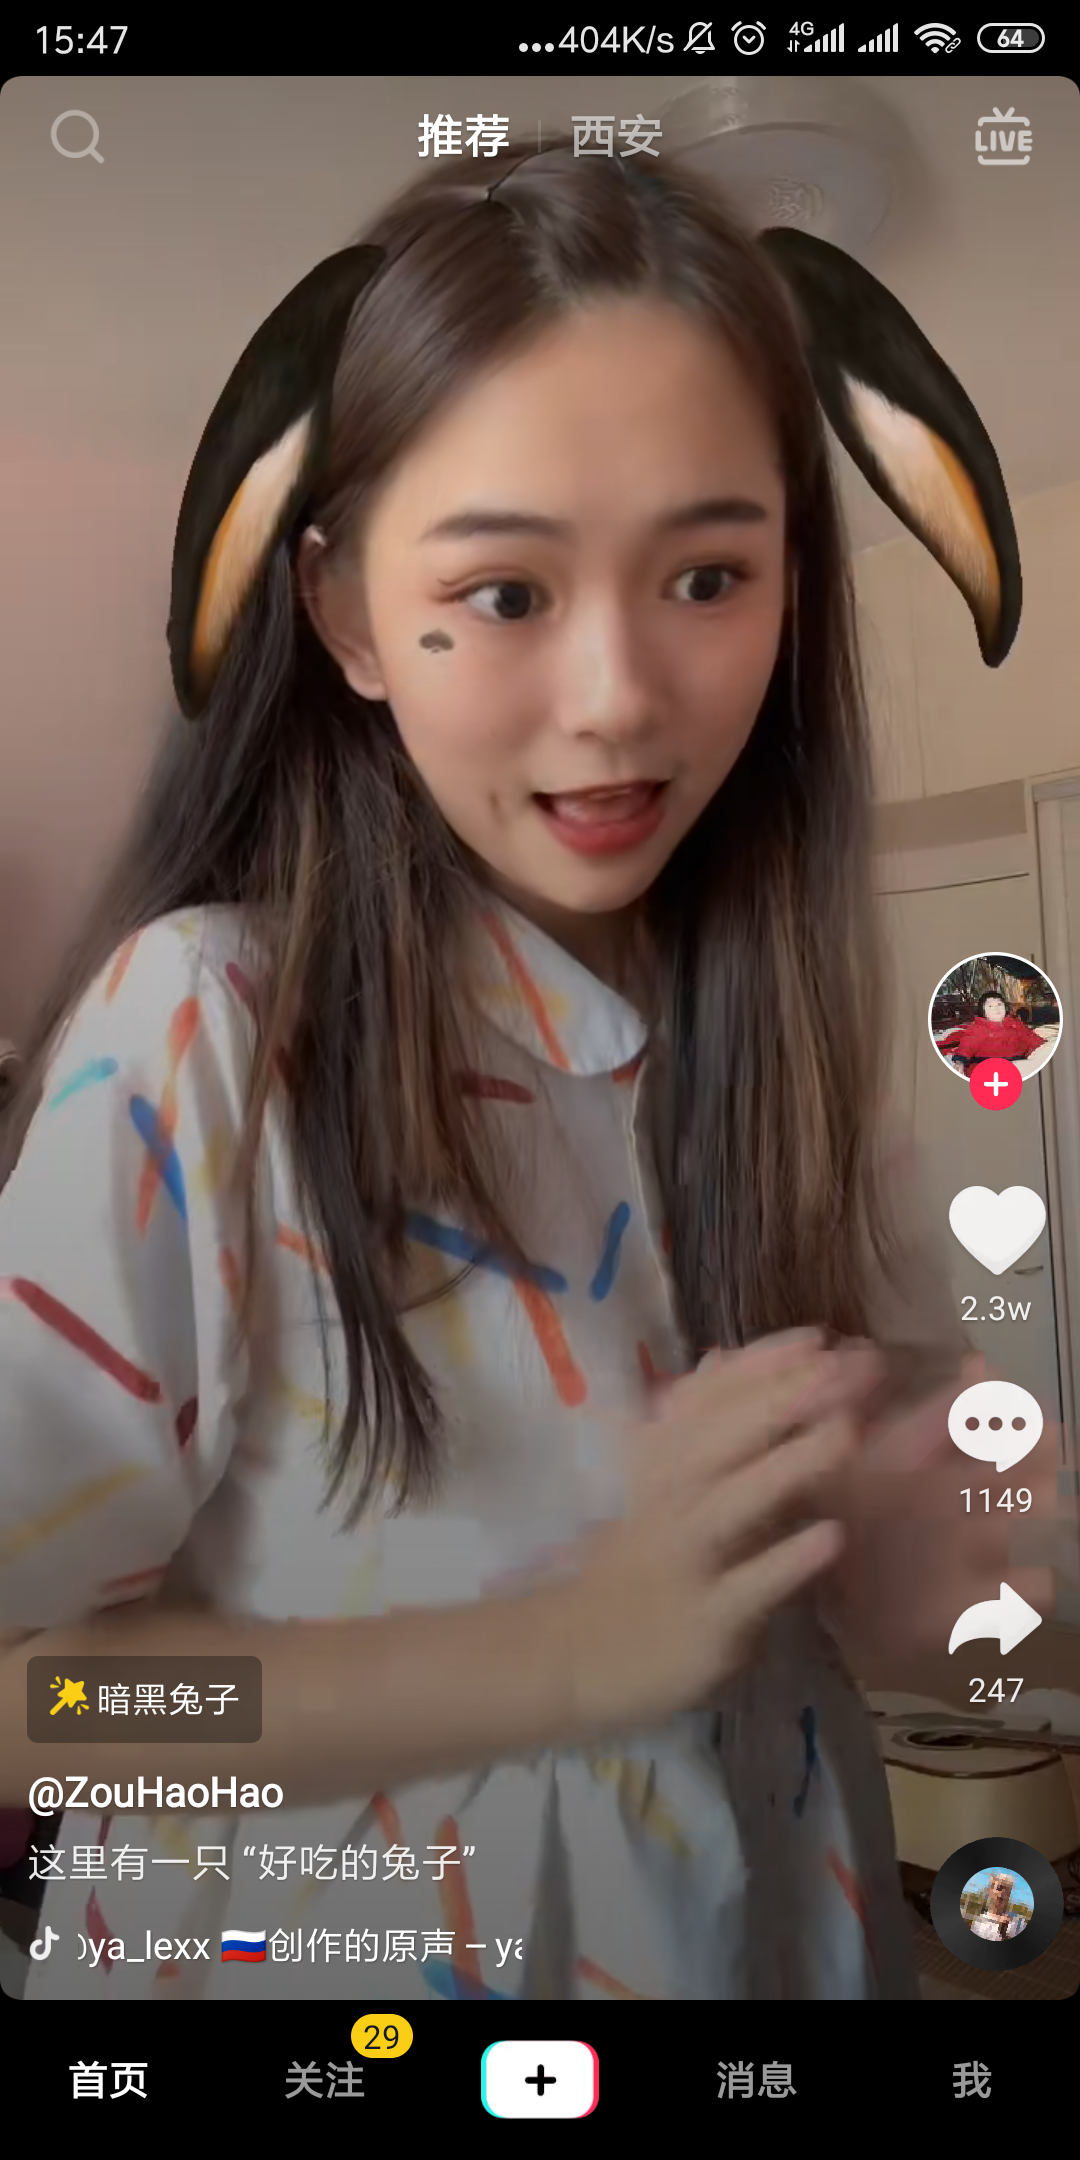 15:47
...404K/s
4G
64
推荐
西安
LIVE
2.3w
1149
247
暗黑兔子
@ZouHaoHao
这里有一只 “好吃的兔子”
ya_lexx 🇷🇺创作的原声 – ya
29
首页
关注
消息
我